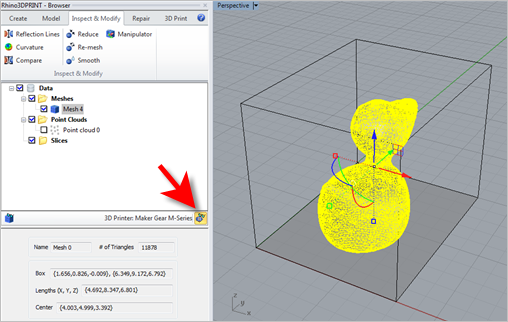 Rhino3DPRINT - Browser
Create Model Inspect & Modify Repair 3D Print
Reflection Lines Reduce Manipulator
Curvature Re-mesh
Compare Smooth
Inspect & Modify
Data
Meshes
Mesh 4
Point Clouds
Point cloud 0
Slices
3D Printer: Maker Gear M-Series
Name Mesh 0 # of Triangles 11878
Box {1.656,0.826,-0.009}, {6.349,9.172,6.792}
Lengths (X, Y, Z) {4.692,8.347,6.801}
Center {4.003,4.999,3.392}
Perspective
z
y
x